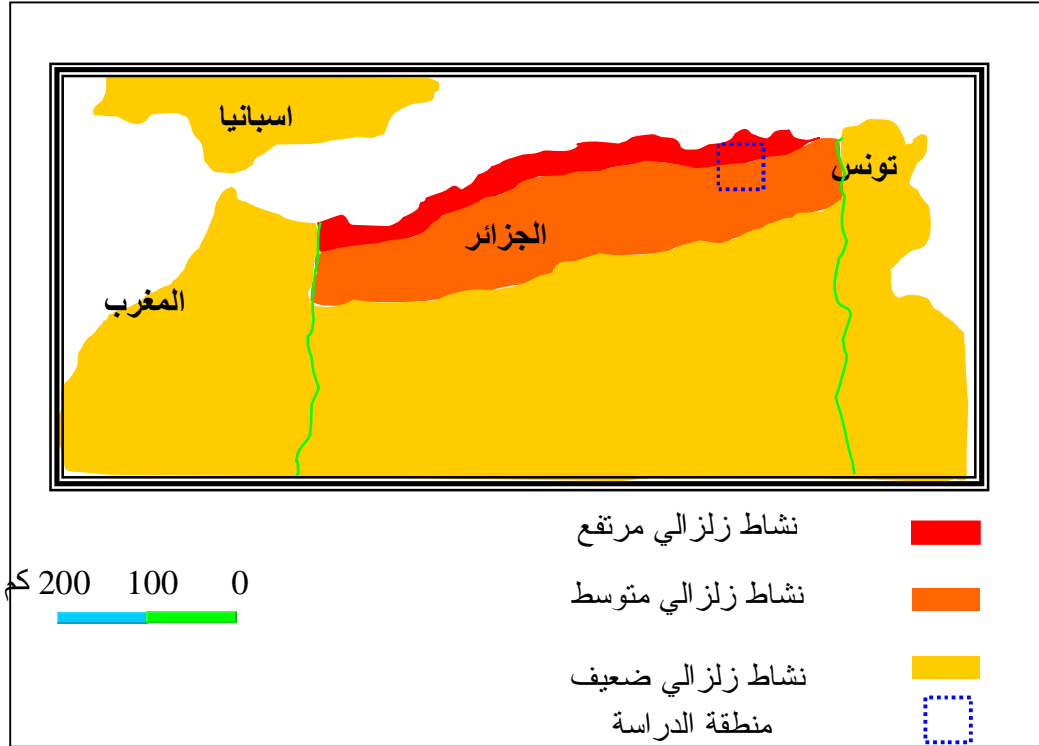 اسبانيا
تونس
الجزائر
المغرب
نشاط زلزالي مرتفع
0 100 200 كم
نشاط زلزالي متوسط
نشاط زلزالي ضعيف
منطقة الدراسة